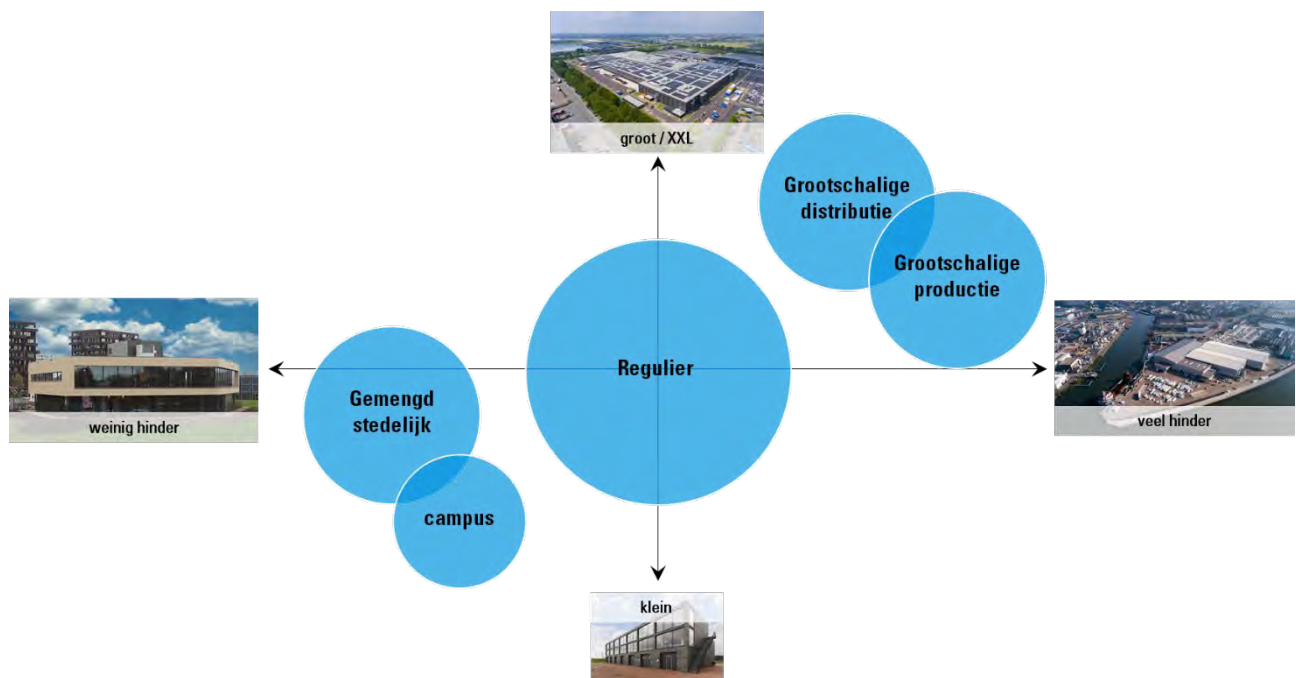 groot / XXL
Grootschalige
distributie
Grootschalige
productie
Regulier
Gemengd
stedelijk
weinig hinder
veel hinder
campus
klein